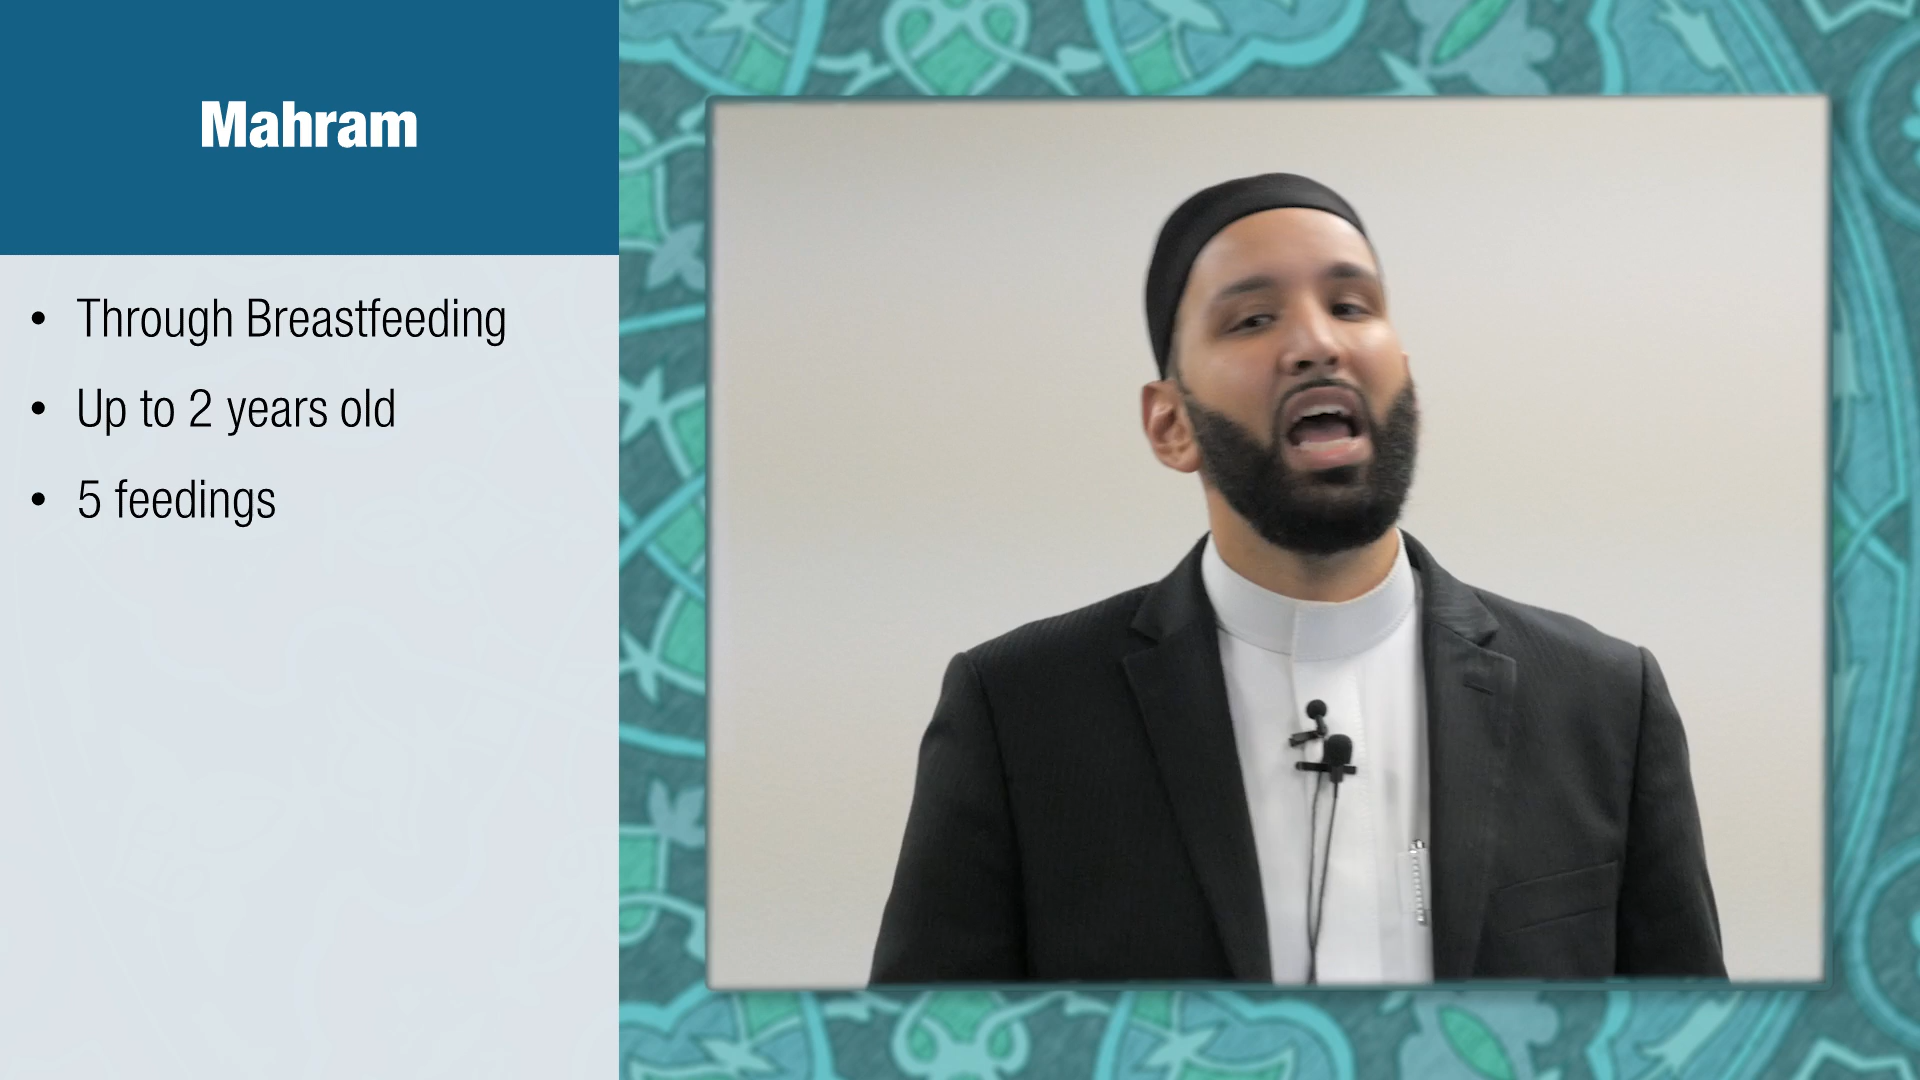 Mahram
• Through Breastfeeding
• Up to 2 years old
• 5 feedings